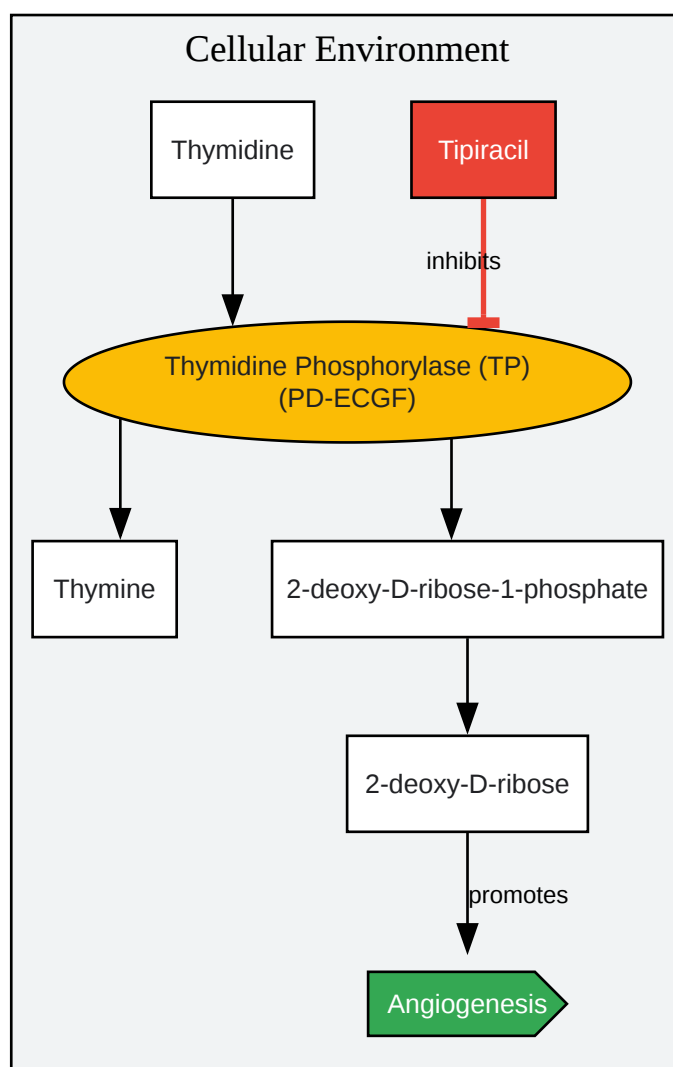 Cellular Environment
Thymidine
Tipiracil
inhibits
Thymidine Phosphorylase (TP)
(PD-ECGF)
Thymine
2-deoxy-D-ribose-1-phosphate
2-deoxy-D-ribose
promotes
Angiogenesis